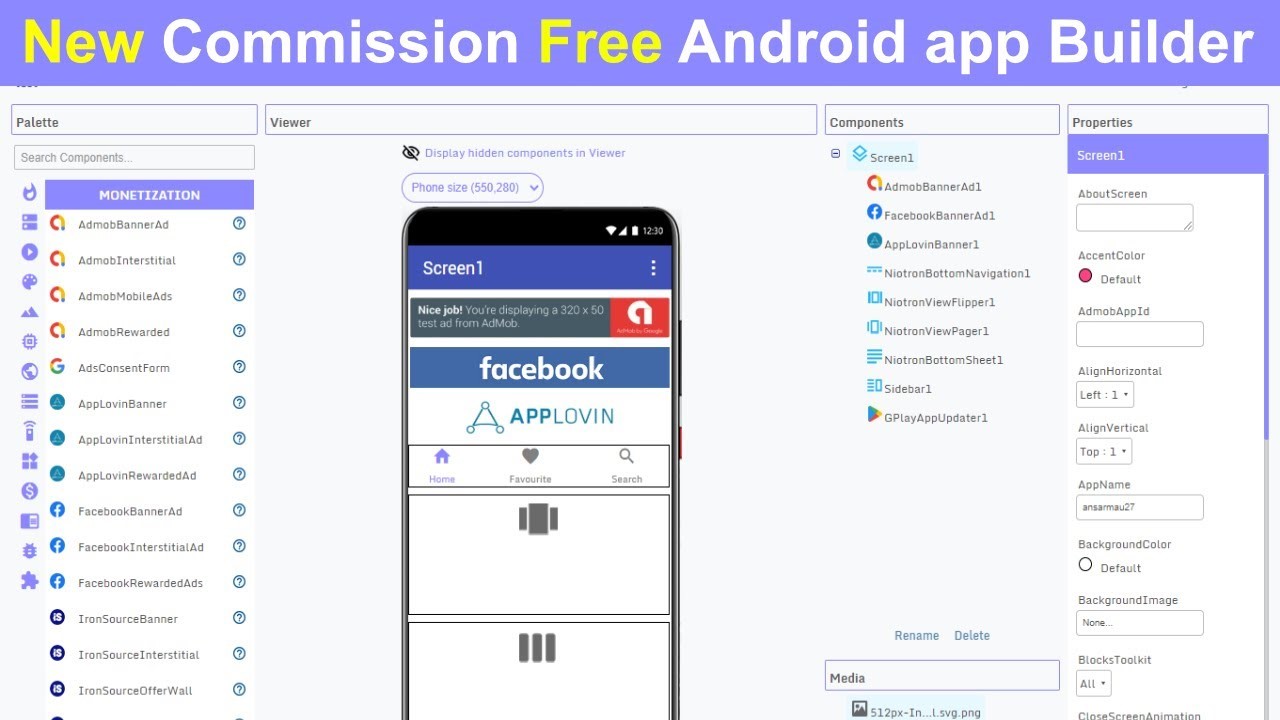 New Commission Free Android app Builder
Palette
Search Components...
MONETIZATION
AdmobBannerAd
AdmobInterstitial
AdmobMobileAds
AdmobRewarded
AdsConsentForm
AppLovinBanner
AppLovinInterstitialAd
AppLovinRewardedAd
FacebookBannerAd
FacebookInterstitialAd
FacebookRewardedAds
IronSourceBanner
IronSourceInterstitial
IronSourceOfferWall
Viewer
Display hidden components in Viewer
Phone size (550,280)
12:30
Screen1
Nice job! You're displaying a 320 x 50
test ad from AdMob.
AdMob by Google
facebook
APPLOVIN
Home Favourite Search
Components
Screen1
AdmobBannerAd1
FacebookBannerAd1
AppLovinBanner1
NiotronBottomNavigation1
NiotronViewFlipper1
NiotronViewPager1
NiotronBottomSheet1
Sidebar1
GPlayAppUpdater1
Rename Delete
Media
512px-In...l.svg.png
Properties
Screen1
AboutScreen
AccentColor
Default
AdmobAppId
AlignHorizontal
Left : 1
AlignVertical
Top : 1
AppName
ansarmau27
BackgroundColor
Default
BackgroundImage
None...
BlocksToolkit
All
CloseScreenAnimation